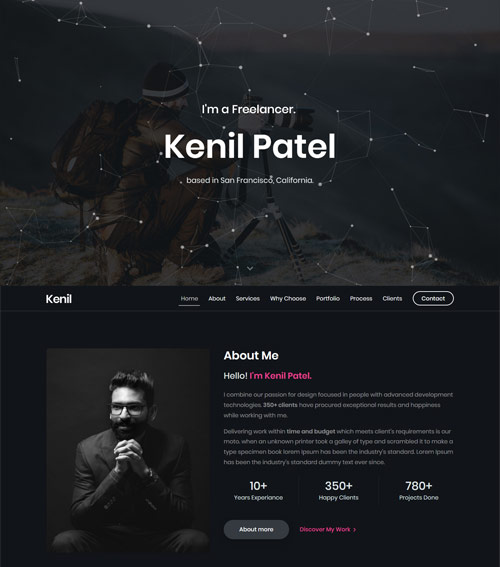 I'm a Freelancer.
Kenil Patel
based in San Francisco, California.
Kenil
Home About Services Why Choose Portfolio Process Clients Contact
About Me
Hello! I'm Kenil Patel.
I combine our passion for design focused in people with advanced development
technologies. 350+ clients have procured exceptional results and happiness
while working with me.
Delivering work within time and budget which meets client's requirements is our
moto. when an unknown printer took a galley of type and scrambled it to make a
type specimen book lorem Ipsum has been the industry's standard. Lorem Ipsum
has been the industry's standard dummy text ever since.
10+ 350+ 780+
Years Experiance Happy Clients Projects Done
About more Discover My Work >